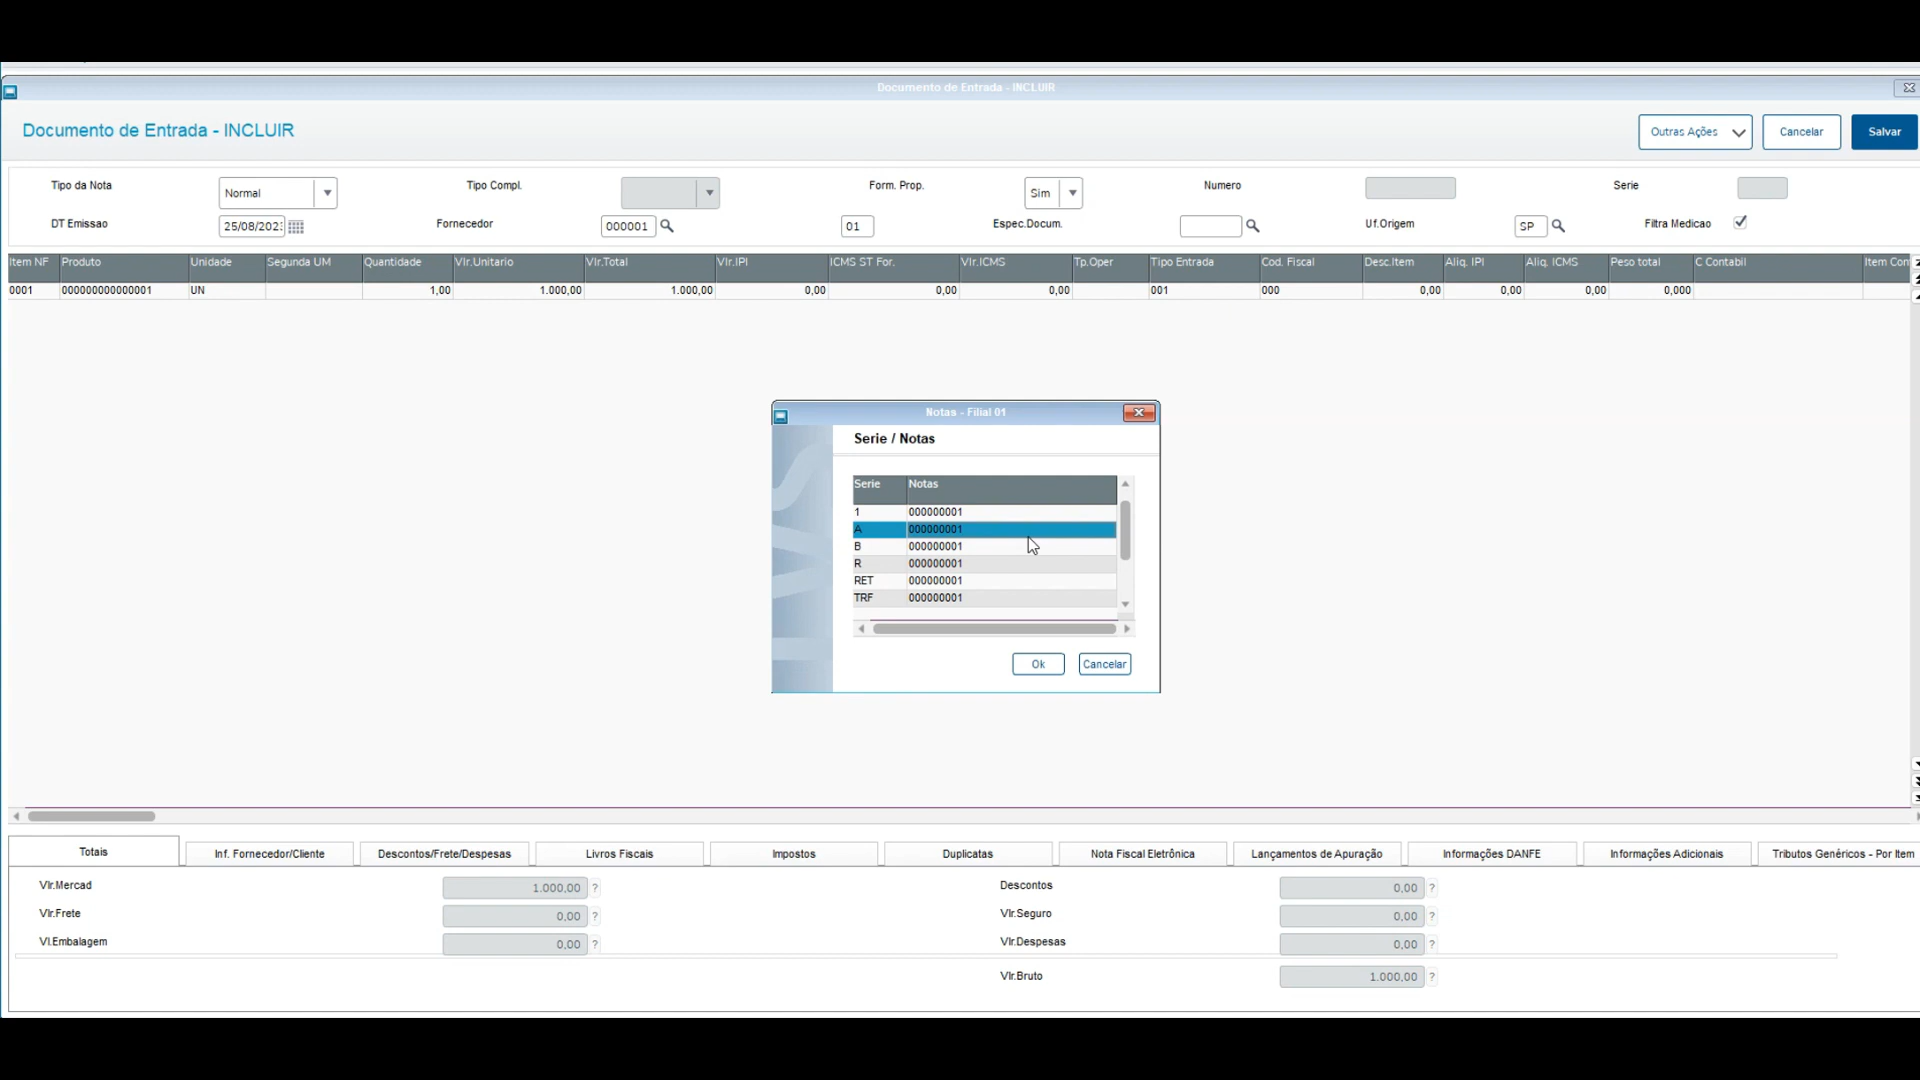 Documento de Entrada - INCLUIR
Documento de Entrada - INCLUIR
Outras Ações Cancelar Salvar
Tipo da Nota Normal Tipo Compl. Form. Prop. Sim Numero Serie
DT Emissao 25/08/202 Fornecedor 000001 01 Espec.Docum. Uf.Origem SP Filtra Medicao
Item NF Produto Unidade Segunda UM Quantidade Vlr.Unitario Vlr.Total Vlr.IPI ICMS ST For. Vlr.ICMS Tp.Oper Tipo Entrada Cod. Fiscal Desc.Item Aliq. IPI Aliq. ICMS Peso total C Contabil Item Con
0001 000000000000001 UN 1,00 1.000,00 1.000,00 0,00 0,00 0,00 001 000 0,00 0,00 0,00 0,000
Notas - Filial 01
Serie / Notas
Serie Notas
1 000000001
A 000000001
B 000000001
R 000000001
RET 000000001
TRF 000000001
Ok Cancelar
Totais Inf. Fornecedor/Cliente Descontos/Frete/Despesas Livros Fiscais Impostos Duplicatas Nota Fiscal Eletrônica Lançamentos de Apuração Informações DANFE Informações Adicionais Tributos Genéricos - Por Item
Vlr.Mercad 1.000,00 ? Descontos 0,00 ?
Vlr.Frete 0,00 ? Vlr.Seguro 0,00 ?
Vl.Embalagem 0,00 ? Vlr.Despesas 0,00 ?
Vlr.Bruto 1.000,00 ?